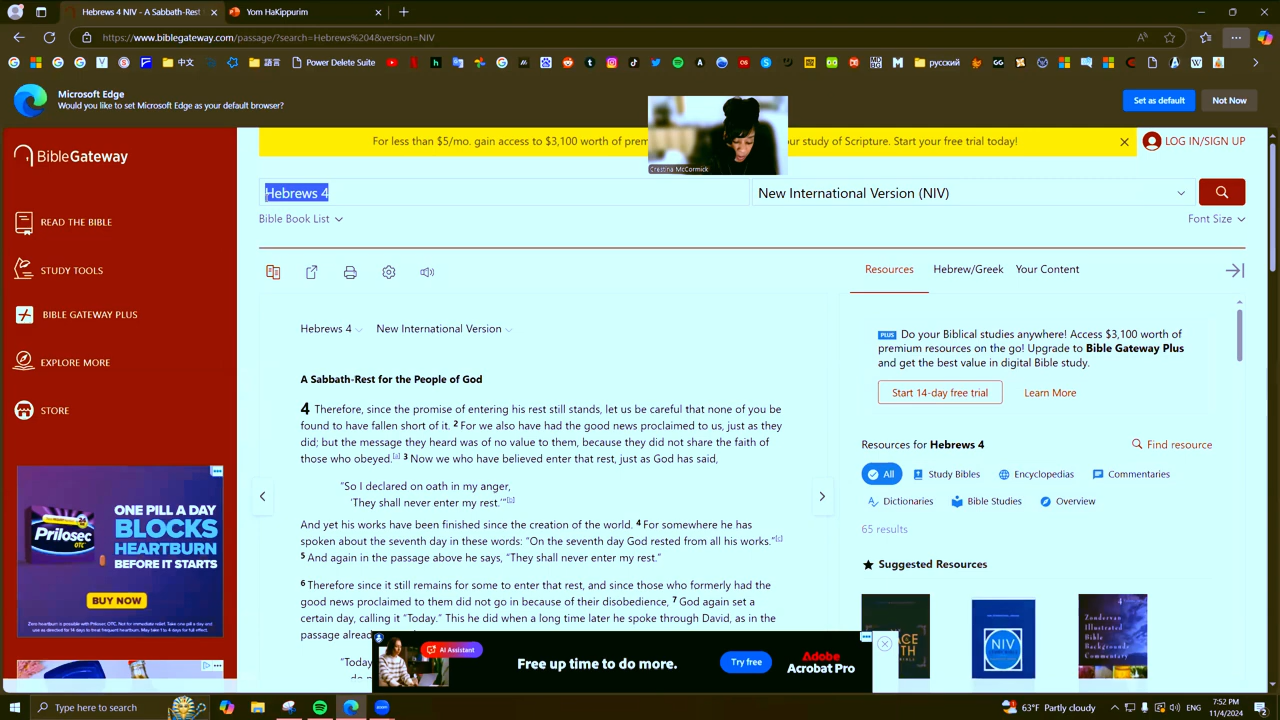 Hebrews 4 NIV - A Sabbath-Rest
Yom HaKippurim
https://www.biblegateway.com/passage/?search=Hebrews%204&version=NIV
中文
语言
Power Delete Suite
русский
Microsoft Edge
Would you like to set Microsoft Edge as your default browser?
Set as default
Not Now
BibleGateway
For less than $5/mo. gain access to $3,100 worth of prem
ur study of Scripture. Start your free trial today!
LOG IN/SIGN UP
Crestina McCormick
Hebrews 4
New International Version (NIV)
Bible Book List
Font Size
READ THE BIBLE
STUDY TOOLS
BIBLE GATEWAY PLUS
EXPLORE MORE
STORE
Resources
Hebrew/Greek
Your Content
Hebrews 4
New International Version
A Sabbath-Rest for the People of God
4 Therefore, since the promise of entering his rest still stands, let us be careful that none of you be
found to have fallen short of it. 2 For we also have had the good news proclaimed to us, just as they
did; but the message they heard was of no value to them, because they did not share the faith of
those who obeyed.[a] 3 Now we who have believed enter that rest, just as God has said,
“So I declared on oath in my anger,
‘They shall never enter my rest.’”[b]
And yet his works have been finished since the creation of the world. 4 For somewhere he has
spoken about the seventh day in these words: “On the seventh day God rested from all his works.”[c]
5 And again in the passage above he says, “They shall never enter my rest.”
6 Therefore since it still remains for some to enter that rest, and since those who formerly had the
good news proclaimed to them did not go in because of their disobedience, 7 God again set a
certain day, calling it “Today.” This he did when a long time later he spoke through David, as in the
passage alread
“Today
PLUS Do your Biblical studies anywhere! Access $3,100 worth of
premium resources on the go! Upgrade to Bible Gateway Plus
and get the best value in digital Bible study.
Start 14-day free trial
Learn More
Resources for Hebrews 4
Find resource
All
Study Bibles
Encyclopedias
Commentaries
Dictionaries
Bible Studies
Overview
65 results
Suggested Resources
NIV
Zondervan
Illustrated
Bible
Backgrounds
Commentary
Prilosec
OTC
ONE PILL A DAY
BLOCKS
HEARTBURN
BEFORE IT STARTS
BUY NOW
AI Assistant
Free up time to do more.
Try free
Adobe
Acrobat Pro
Type here to search
63°F Partly cloudy
ENG
7:52 PM
11/4/2024